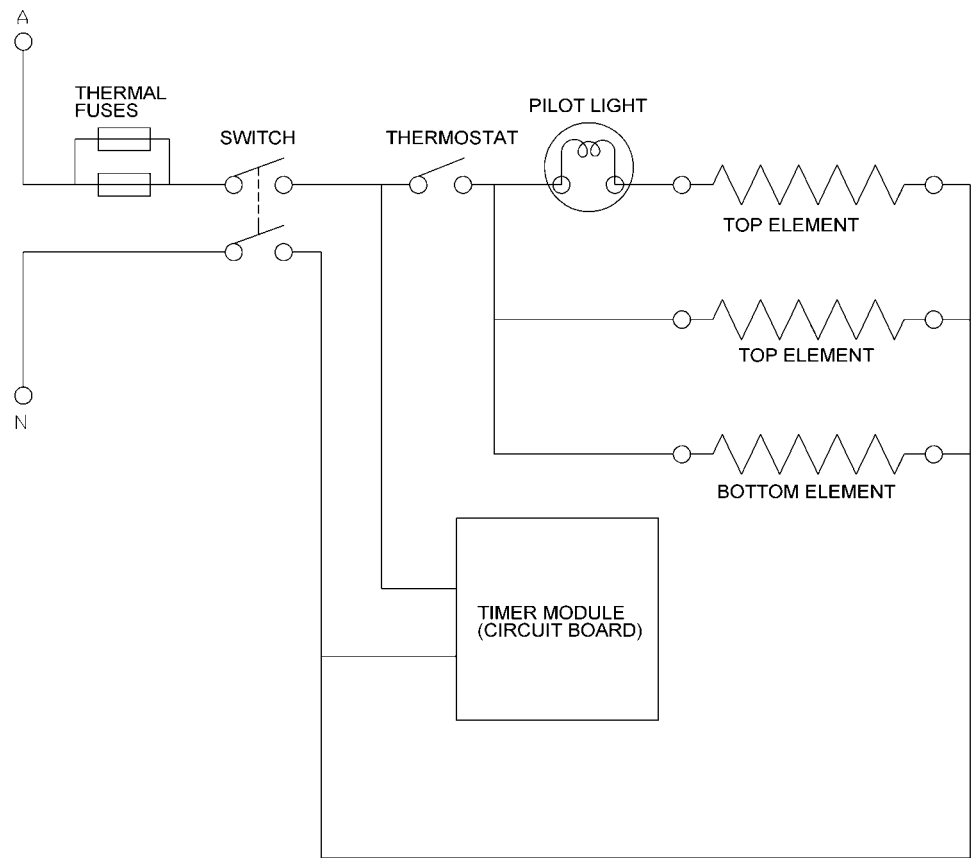 A
THERMAL
FUSES
SWITCH
THERMOSTAT
PILOT LIGHT
TOP ELEMENT
TOP ELEMENT
N
BOTTOM ELEMENT
TIMER MODULE
(CIRCUIT BOARD)